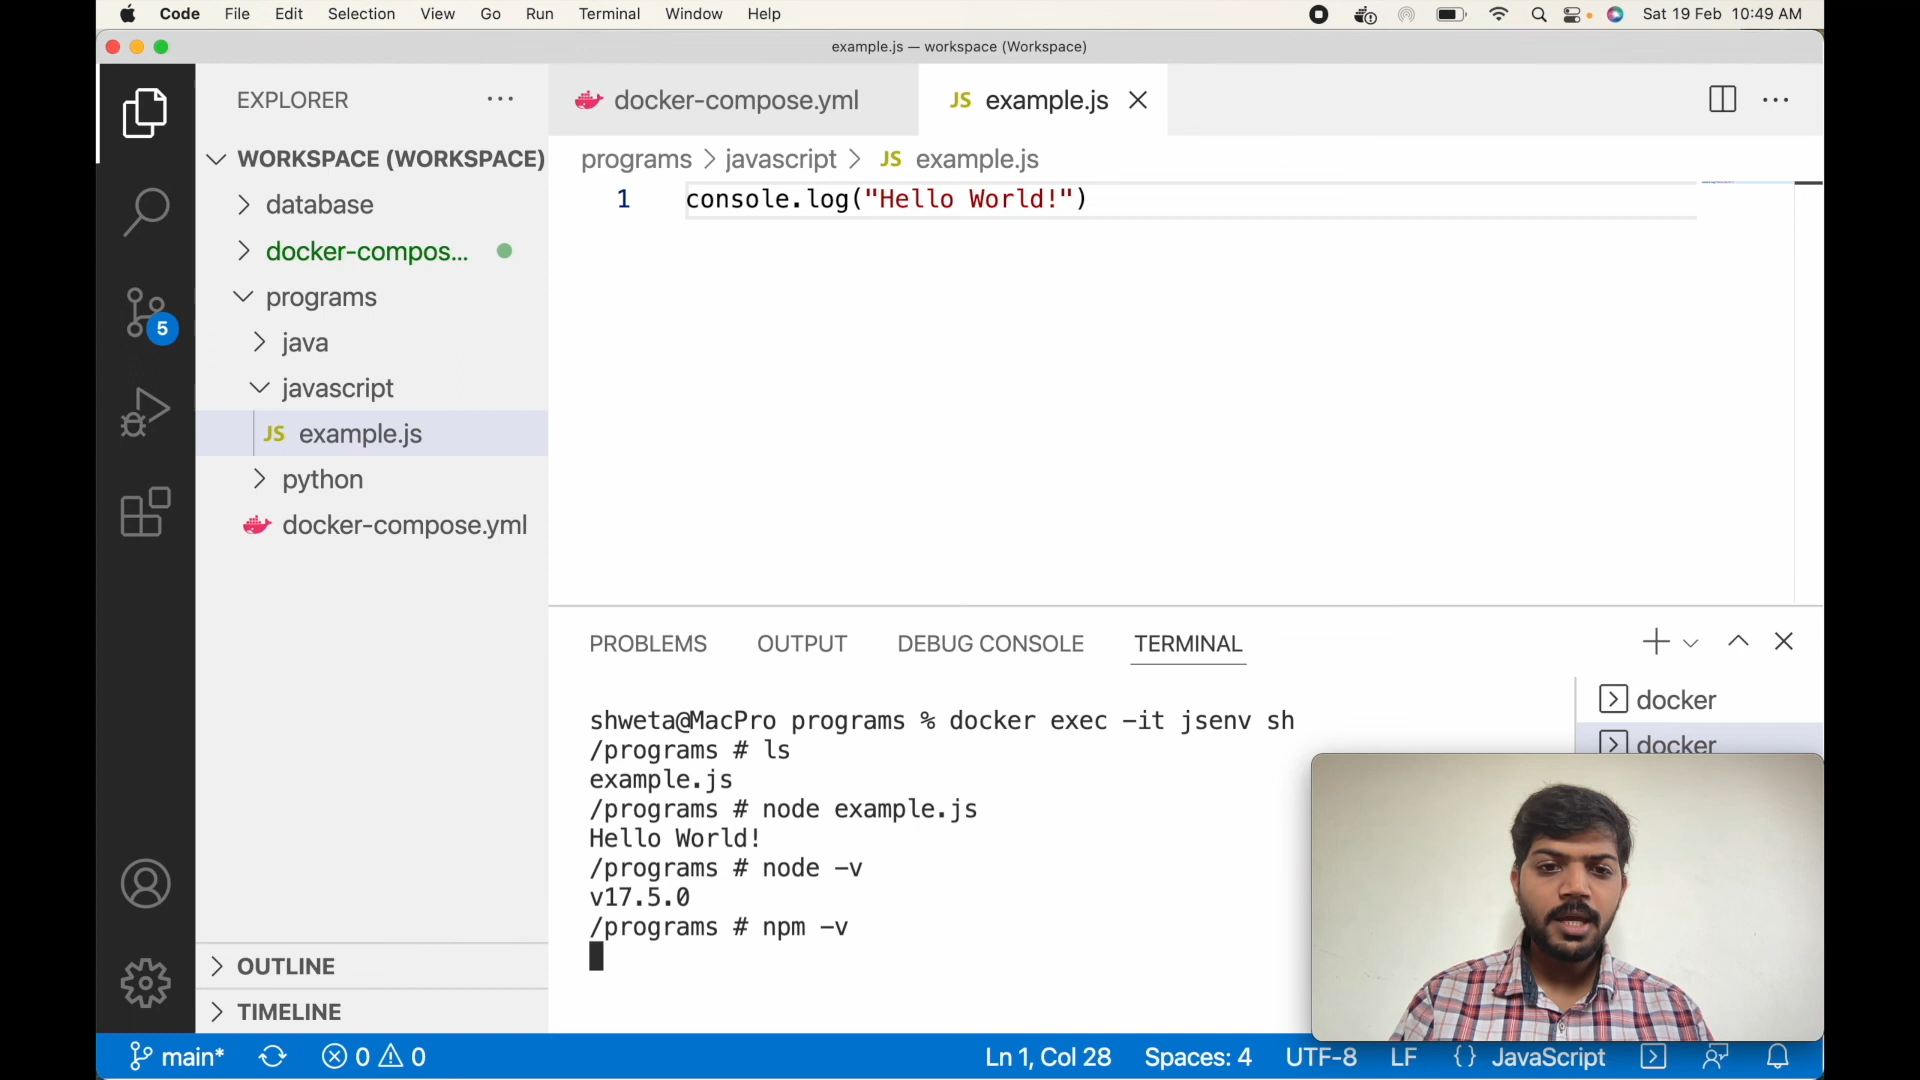 Code File Edit Selection View Go Run Terminal Window Help Sat 19 Feb 10:49 AM
example.js — workspace (Workspace)
EXPLORER
WORKSPACE (WORKSPACE)
database
docker-compos...
programs
java
javascript
JS example.js
python
docker-compose.yml
OUTLINE
TIMELINE
5
docker-compose.yml JS example.js
programs > javascript > JS example.js
1 console.log("Hello World!")
PROBLEMS OUTPUT DEBUG CONSOLE TERMINAL
shweta@MacPro programs % docker exec -it jsenv sh
/programs # ls
example.js
/programs # node example.js
Hello World!
/programs # node -v
v17.5.0
/programs # npm -v
docker
docker
main* 0 0 Ln 1, Col 28 Spaces: 4 UTF-8 LF {} JavaScript